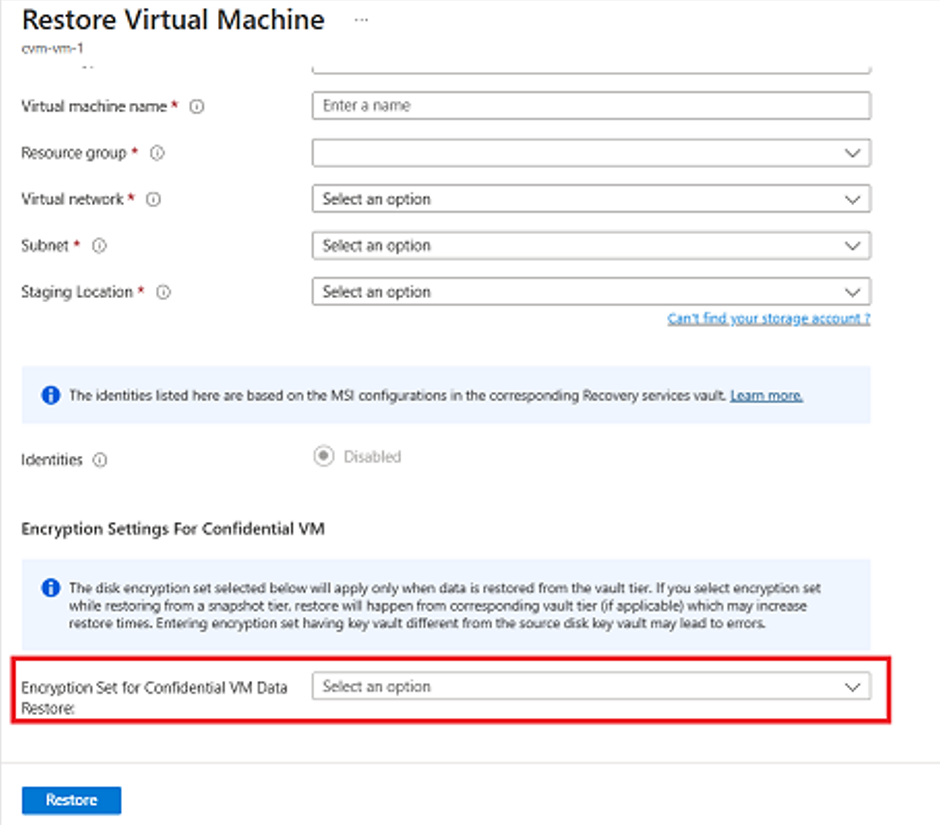 Restore Virtual Machine ...
cvm-vm-1
Virtual machine name *
Enter a name
Resource group *
Virtual network *
Select an option
Subnet *
Select an option
Staging Location *
Select an option
Can't find your storage account ?
The identities listed here are based on the MSI configurations in the corresponding Recovery services vault. Learn more.
Identities
Disabled
Encryption Settings For Confidential VM
The disk encryption set selected below will apply only when data is restored from the vault tier. If you select encryption set
while restoring from a snapshot tier, restore will happen from corresponding vault tier (if applicable) which may increase
restore times. Entering encryption set having key vault different from the source disk key vault may lead to errors.
Encryption Set for Confidential VM Data
Restore:
Select an option
Restore